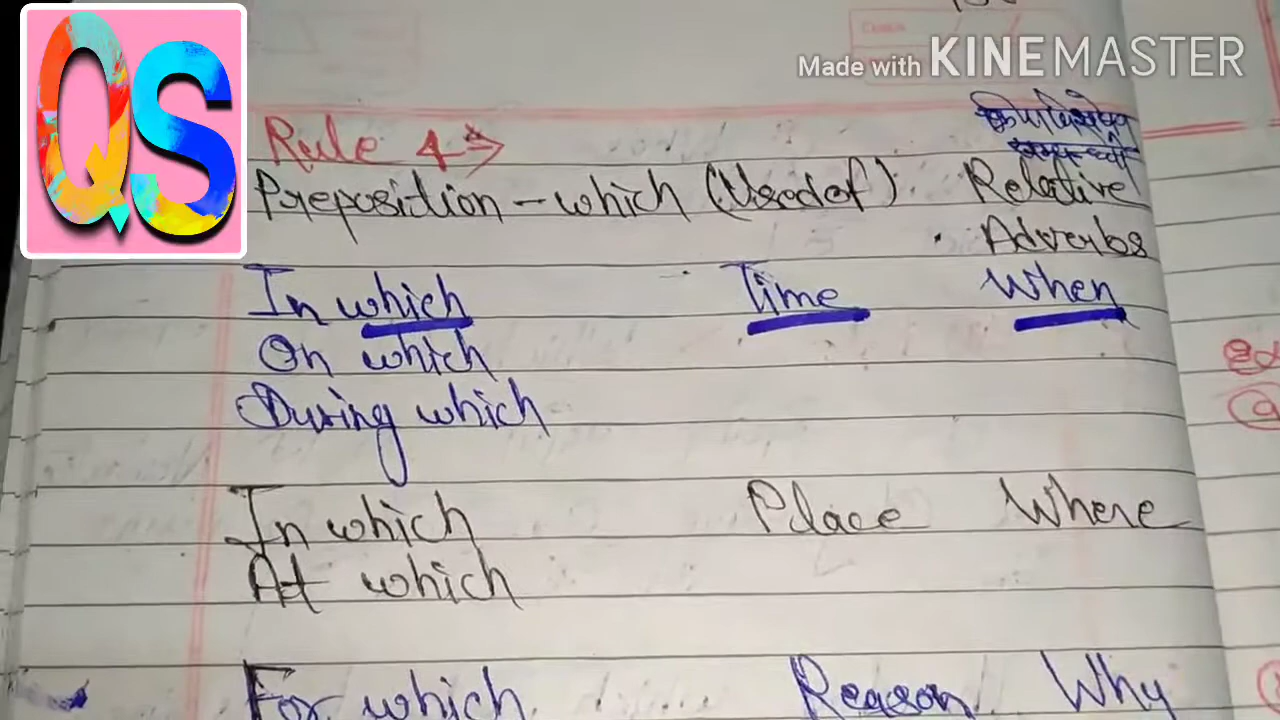 QS
Made with KINEMASTER
Rule 4⇒
Preposition - which (Used of) Relative
Adverbs
In which Time When
On which
During which
In which Place Where
At which
For which Reason Why